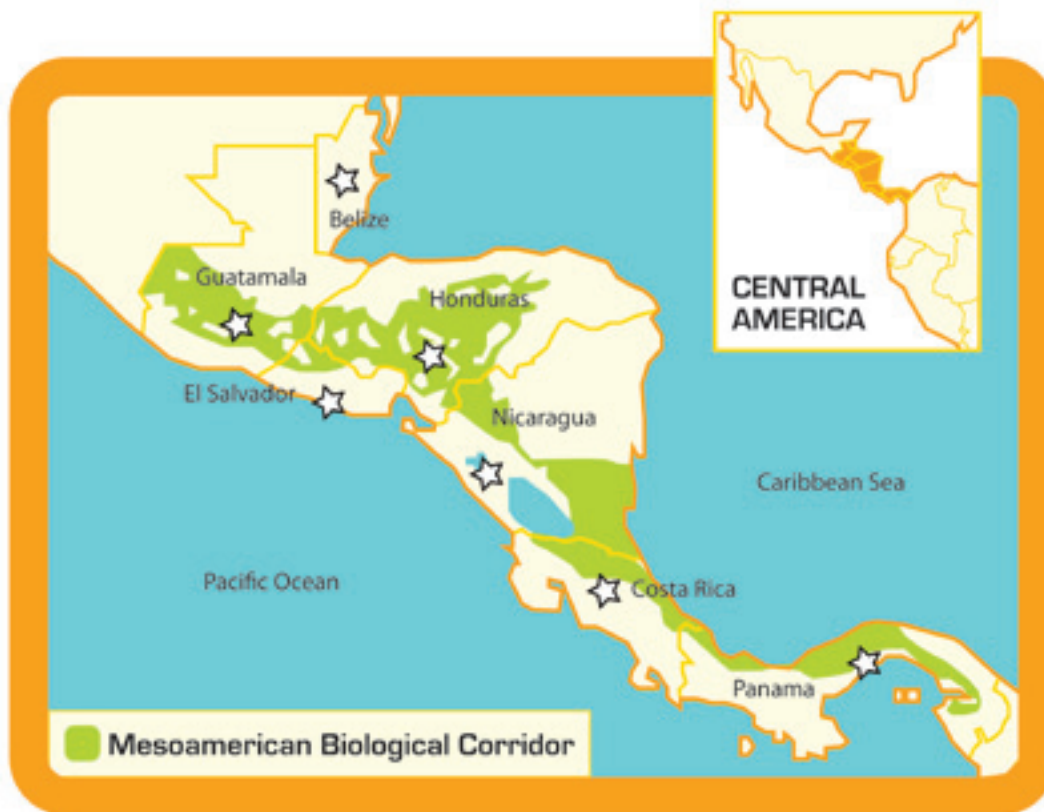 CENTRAL
AMERICA
Belize
Guatamala
Honduras
El Salvador
Nicaragua
Caribbean Sea
Pacific Ocean
Costa Rica
Panama
Mesoamerican Biological Corridor